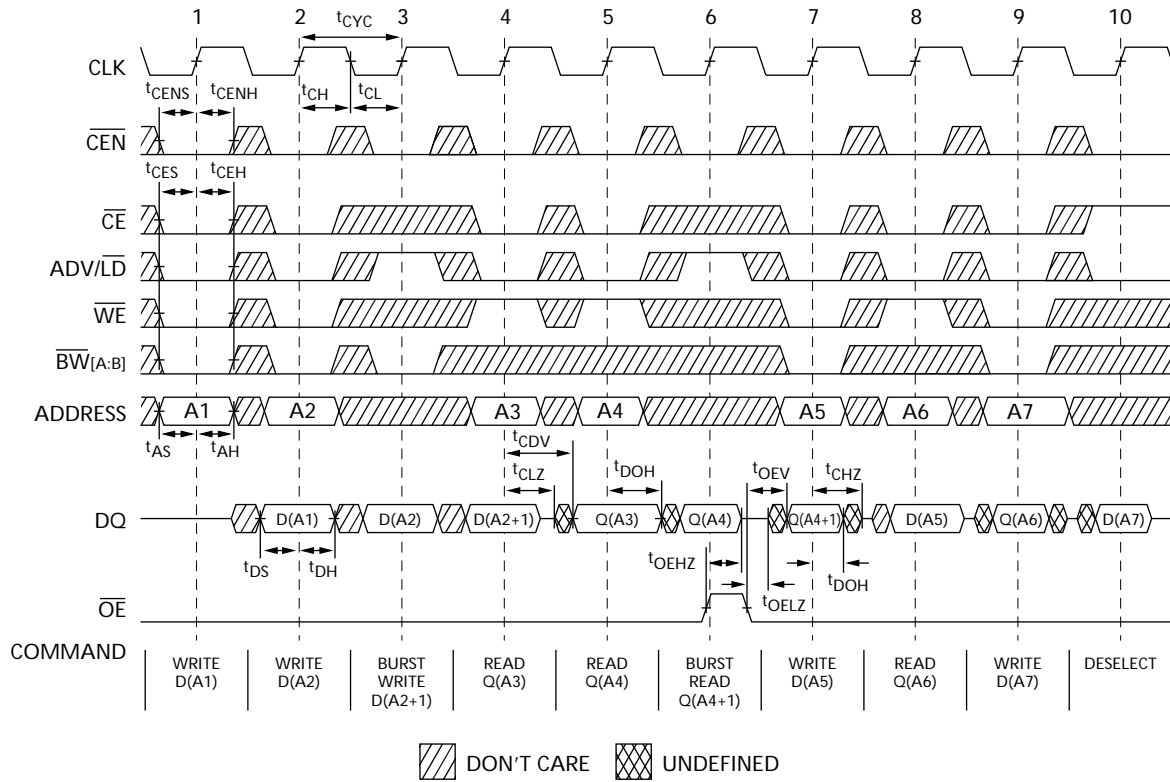 1 2 3 4 5 6 7 8 9 10
tCYC
CLK
tCENS tCENH tCH tCL
CEN
tCES tCEH
CE
ADV/LD
WE
BW[A:B]
ADDRESS A1 A2 A3 A4 A5 A6 A7
tAS tAH tCDV
tCLZ tDOH tOEV tCHZ
DQ D(A1) D(A2) D(A2+1) Q(A3) Q(A4) Q(A4+1) D(A5) Q(A6) D(A7)
tDS tDH tOEHZ tDOH
tOELZ
OE
COMMAND
WRITE D(A1)
WRITE D(A2)
BURST WRITE D(A2+1)
READ Q(A3)
READ Q(A4)
BURST READ Q(A4+1)
WRITE D(A5)
READ Q(A6)
WRITE D(A7)
DESELECT
DON'T CARE UNDEFINED